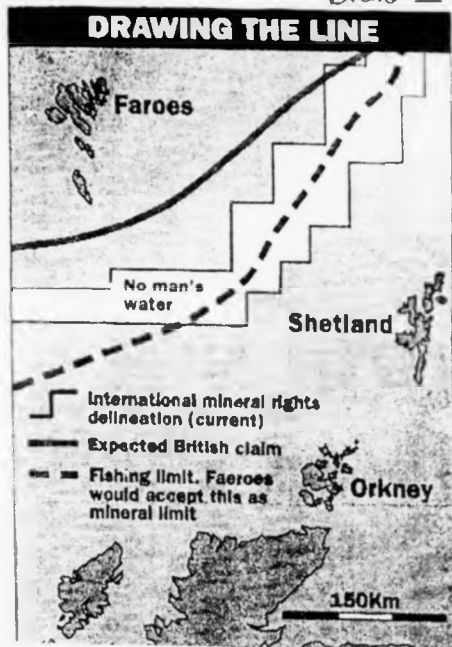 DRAWING THE LINE
Faroes
No man's
water
Shetland
International mineral rights
delineation (current)
Expected British claim
Fishing limit. Faeroes
would accept this as
mineral limit
Orkney
150Km